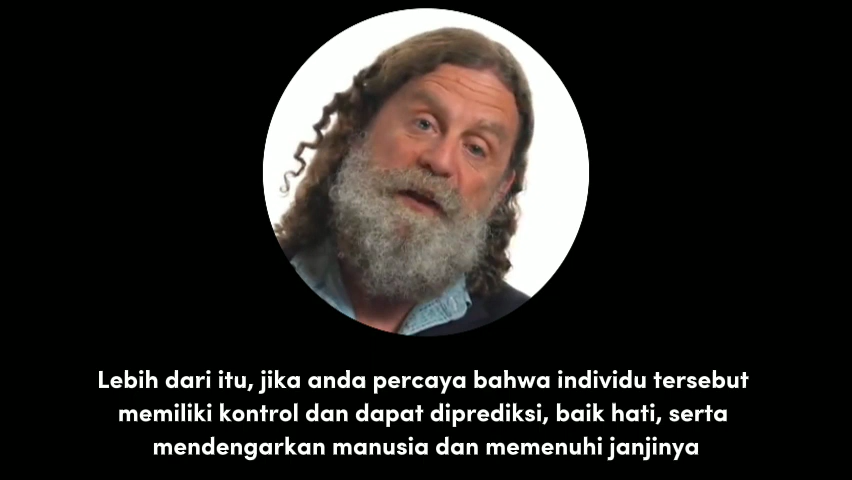 Lebih dari itu, jika anda percaya bahwa individu tersebut
memiliki kontrol dan dapat diprediksi, baik hati, serta
mendengarkan manusia dan memenuhi janjinya